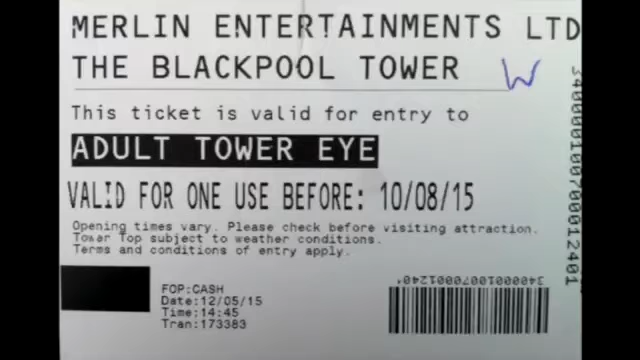 MERLIN ENTERTAINMENTS LTD
THE BLACKPOOL TOWER
W
This ticket is valid for entry to
ADULT TOWER EYE
VALID FOR ONE USE BEFORE: 10/08/15
Opening times vary. Please check before visiting attraction.
Tower Top subject to weather conditions.
Terms and conditions of entry apply.
FOP:CASH
Date:12/05/15
Time:14:45
Tran:173383